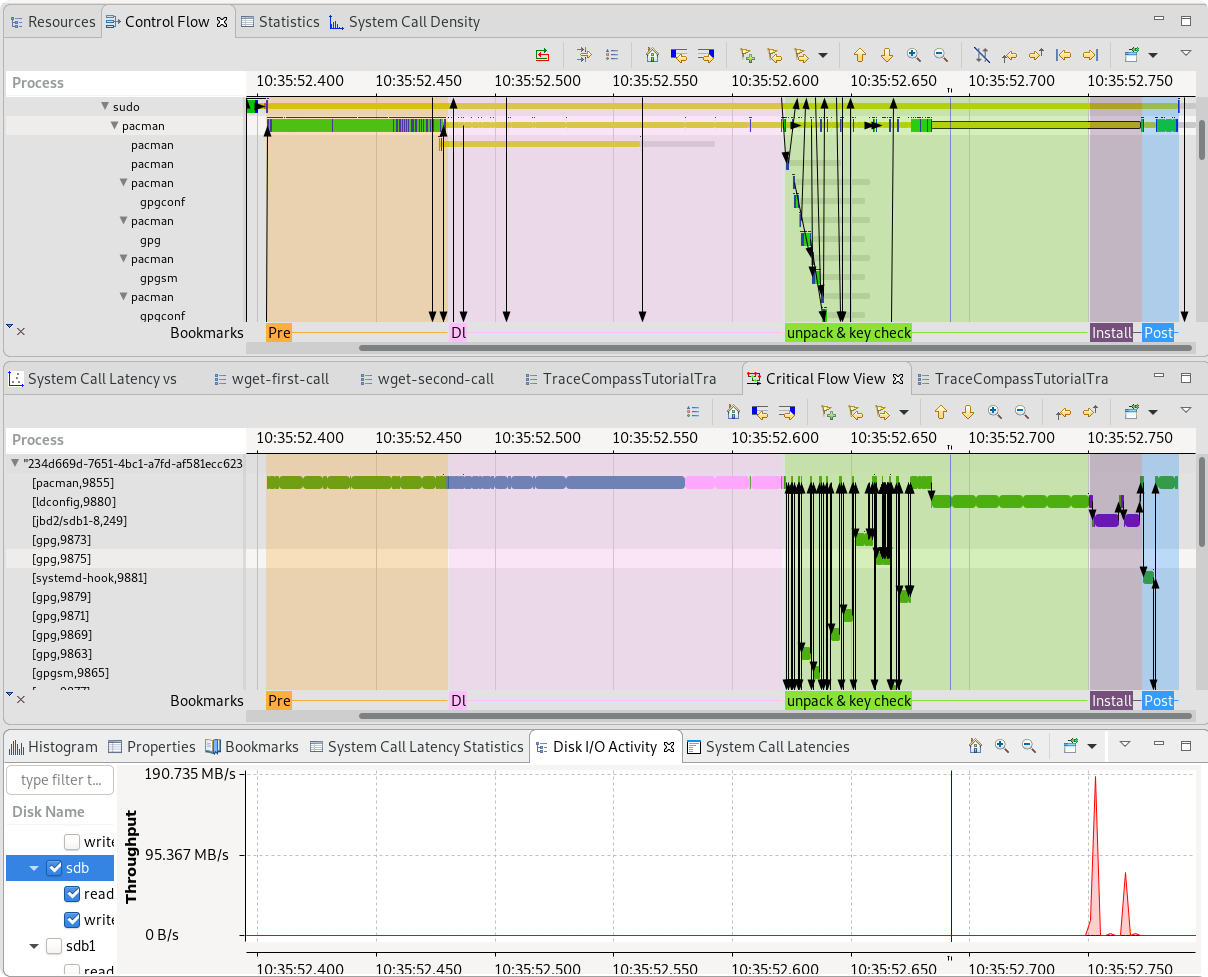 Resources Control Flow Statistics System Call Density
Process 10:35:52.400 10:35:52.450 10:35:52.500 10:35:52.550 10:35:52.600 10:35:52.650 10:35:52.700 10:35:52.750
sudo
pacman
pacman
pacman
pacman
gpgconf
pacman
gpg
pacman
gpgsm
pacman
gpgconf
Bookmarks Pre Dl unpack & key check Install Post
System Call Latency vs wget-first-call wget-second-call TraceCompassTutorialTra Critical Flow View TraceCompassTutorialTra
Process 10:35:52.400 10:35:52.450 10:35:52.500 10:35:52.550 10:35:52.600 10:35:52.650 10:35:52.700 10:35:52.750
"234d669d-7651-4bc1-a7fd-af581ecc623
[pacman,9855]
[ldconfig,9880]
[jbd2/sdb1-8,249]
[gpg,9873]
[gpg,9875]
[systemd-hook,9881]
[gpg,9879]
[gpg,9871]
[gpg,9869]
[gpg,9863]
[gpgsm,9865]
Bookmarks Pre Dl unpack & key check Install Post
Histogram Properties Bookmarks System Call Latency Statistics Disk I/O Activity System Call Latencies
type filter t...
Disk Name
write
sdb
read
write
sdb1
read
Throughput
190.735 MB/s
95.367 MB/s
0 B/s
10:35:52.400 10:35:52.450 10:35:52.500 10:35:52.550 10:35:52.600 10:35:52.650 10:35:52.700 10:35:52.750